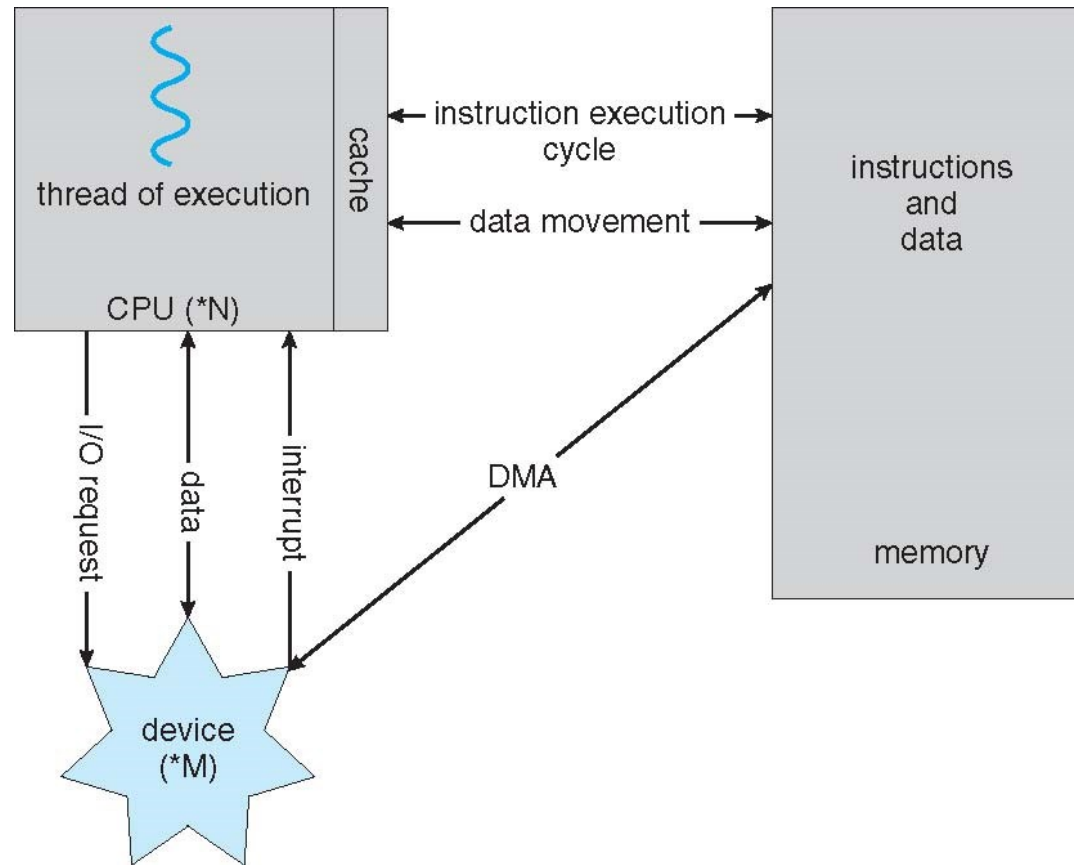 thread of execution
cache
CPU (*N)
instruction execution
cycle
data movement
instructions
and
data
memory
I/O request
data
interrupt
DMA
device
(*M)